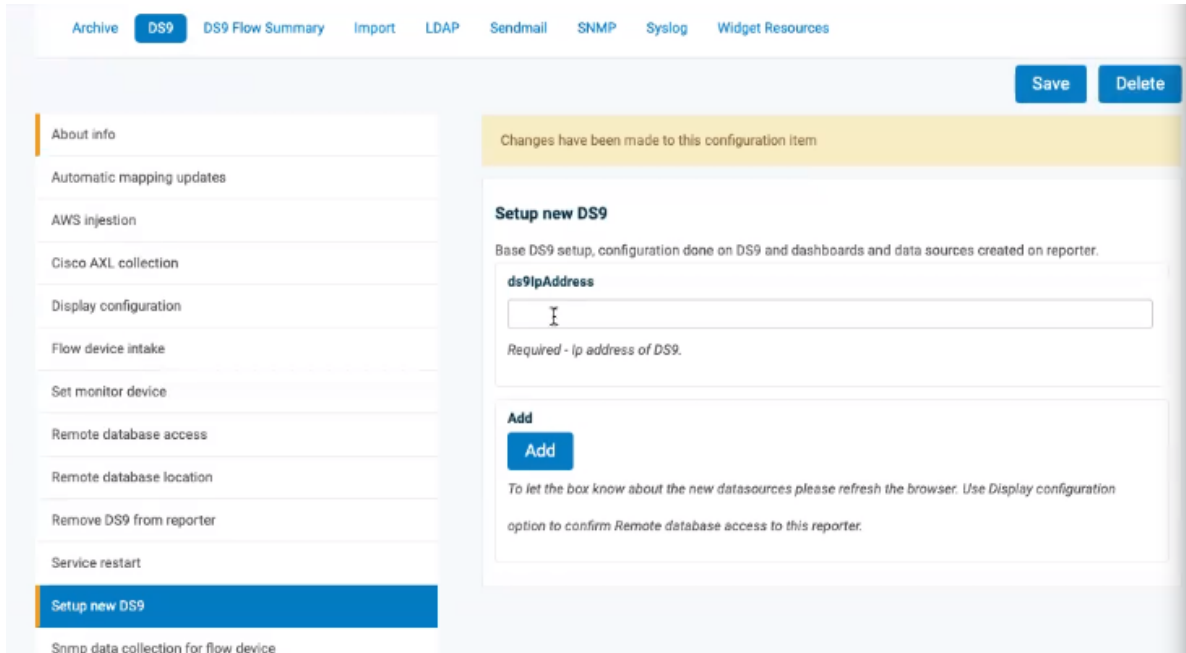 Archive DS9 DS9 Flow Summary Import LDAP Sendmail SNMP Syslog Widget Resources
Save Delete
About info
Automatic mapping updates
AWS injestion
Cisco AXL collection
Display configuration
Flow device intake
Set monitor device
Remote database access
Remote database location
Remove DS9 from reporter
Service restart
Setup new DS9
Snmp data collection for flow device
Changes have been made to this configuration item
Setup new DS9
Base DS9 setup, configuration done on DS9 and dashboards and data sources created on reporter.
ds9IpAddress
Required - Ip address of DS9.
Add
Add
To let the box know about the new datasources please refresh the browser. Use Display configuration
option to confirm Remote database access to this reporter.